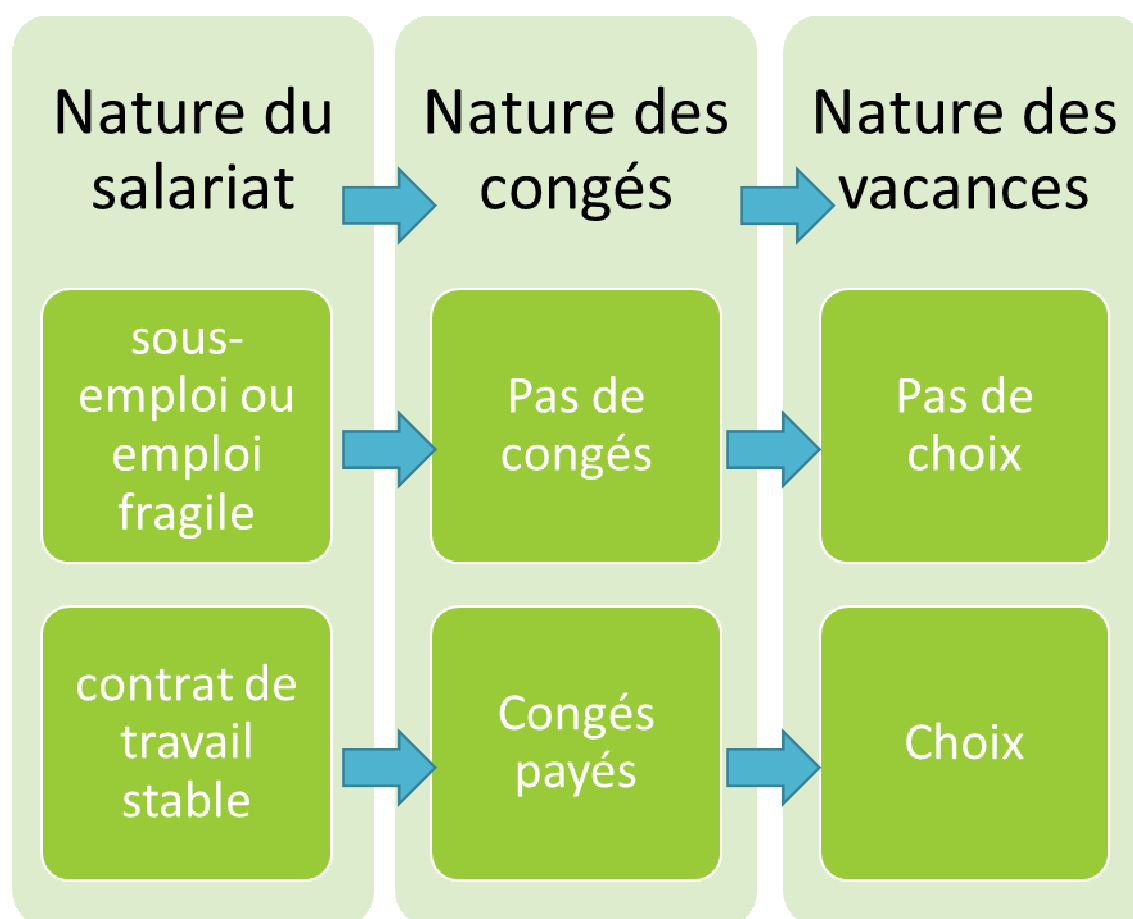 Nature du
salariat
Nature des
congés
Nature des
vacances
sous-
emploi ou
emploi
fragile
Pas de
congés
Pas de
choix
contrat de
travail
stable
Congés
payés
Choix